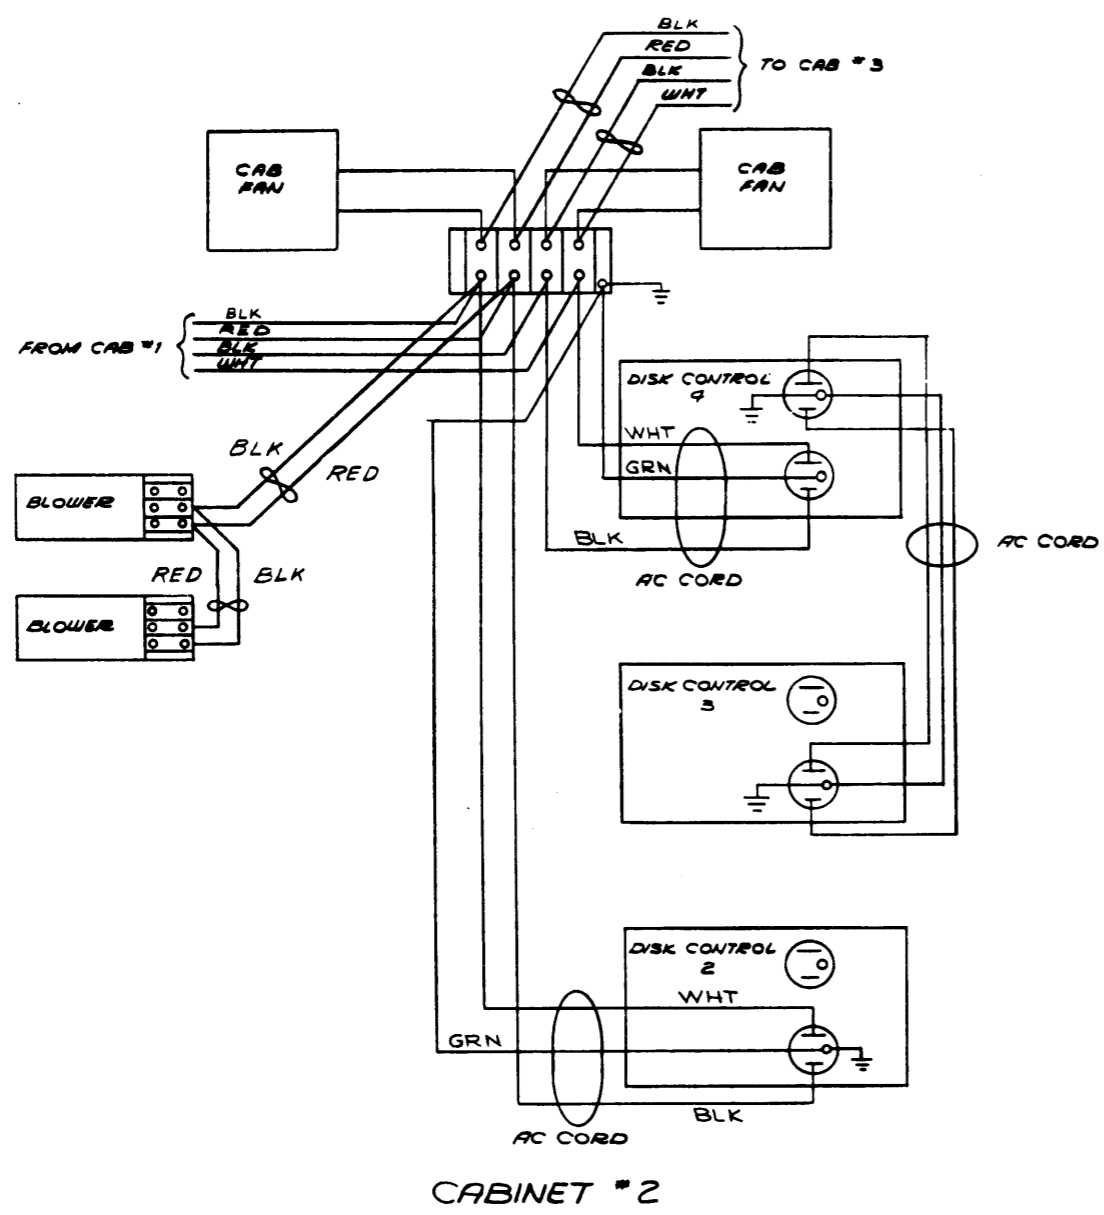 BLK
RED
BLK
WHT
TO CAB #3
CAB
FAN
CAB
FAN
BLK
RED
BLK
WHT
FROM CAB #1
DISK CONTROL
4
WHT
GRN
BLK
AC CORD
AC CORD
BLK
RED
BLOWER
RED
BLK
BLOWER
DISK CONTROL
3
DISK CONTROL
2
WHT
GRN
BLK
AC CORD
CABINET #2